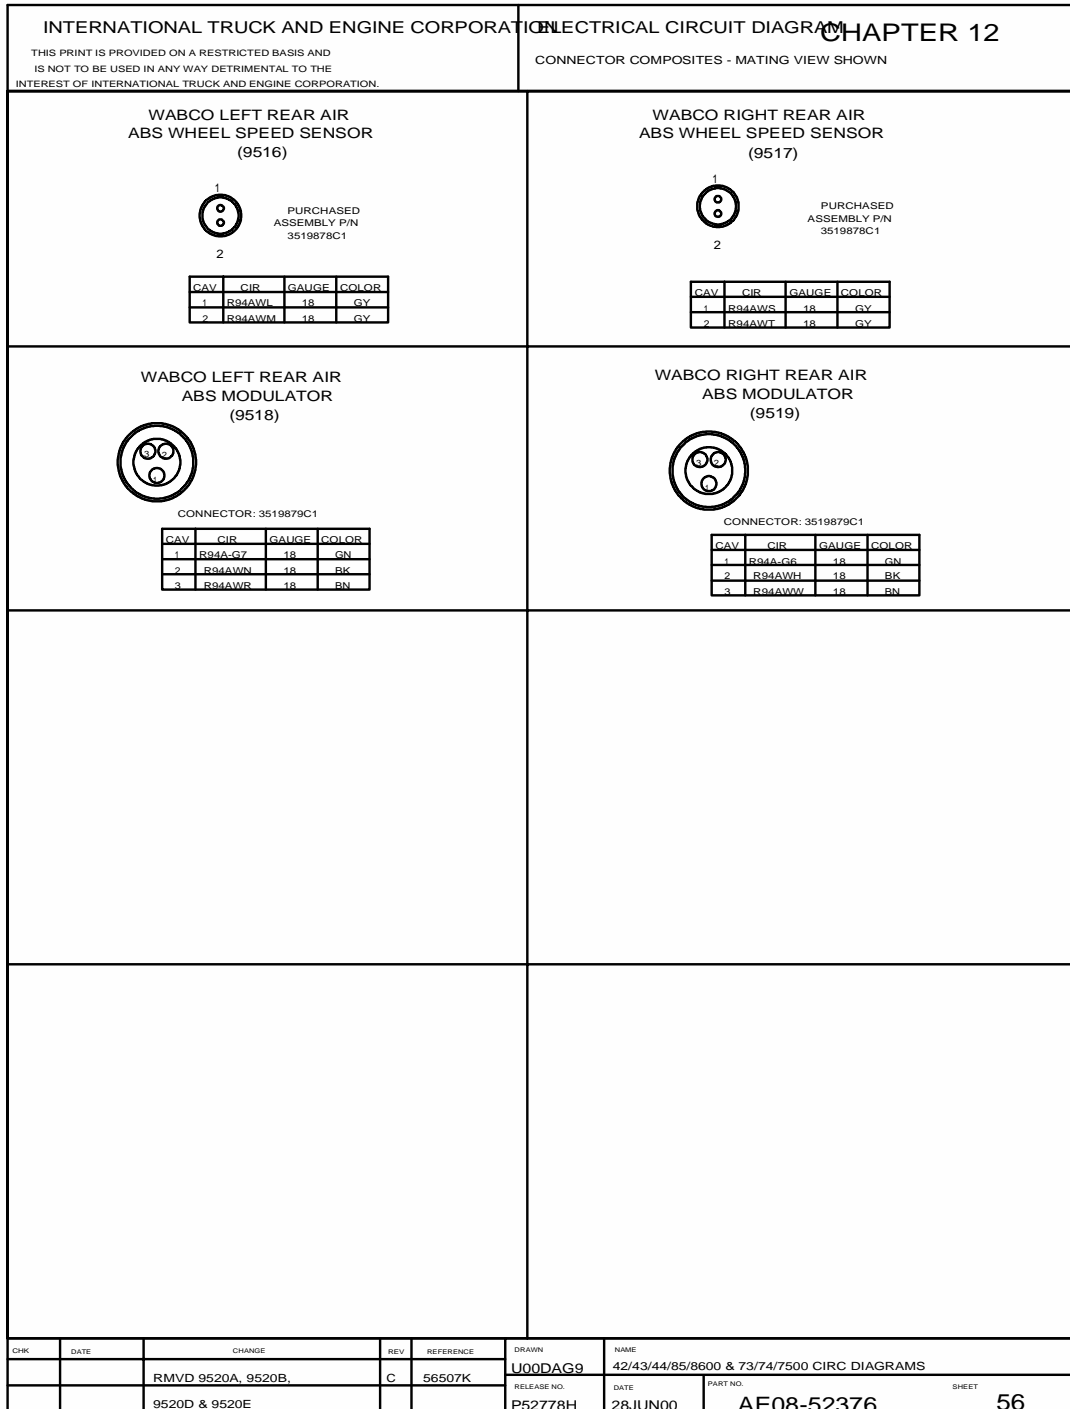 INTERNATIONAL TRUCK AND ENGINE CORPORATION
THIS PRINT IS PROVIDED ON A RESTRICTED BASIS AND
IS NOT TO BE USED IN ANY WAY DETRIMENTAL TO THE
INTEREST OF INTERNATIONAL TRUCK AND ENGINE CORPORATION.
ELECTRICAL CIRCUIT DIAGRAM
CHAPTER 12
CONNECTOR COMPOSITES - MATING VIEW SHOWN
WABCO LEFT REAR AIR
ABS WHEEL SPEED SENSOR
(9516)
1
2
PURCHASED
ASSEMBLY P/N
3519878C1
CAV CIR GAUGE COLOR
1 R94AWL 18 GY
2 R94AWM 18 GY
WABCO RIGHT REAR AIR
ABS WHEEL SPEED SENSOR
(9517)
1
2
PURCHASED
ASSEMBLY P/N
3519878C1
CAV CIR GAUGE COLOR
1 R94AWS 18 GY
2 R94AWT 18 GY
WABCO LEFT REAR AIR
ABS MODULATOR
(9518)
3 2
1
CONNECTOR: 3519879C1
CAV CIR GAUGE COLOR
1 R94A-G7 18 GN
2 R94AWN 18 BK
3 R94AWR 18 BN
WABCO RIGHT REAR AIR
ABS MODULATOR
(9519)
3 2
1
CONNECTOR: 3519879C1
CAV CIR GAUGE COLOR
1 R94A-G6 18 GN
2 R94AWH 18 BK
3 R94AWW 18 BN
CHK DATE CHANGE REV REFERENCE
RMVD 9520A, 9520B, C 56507K
9520D & 9520E
DRAWN
U00DAG9
NAME
42/43/44/85/8600 & 73/74/7500 CIRC DIAGRAMS
RELEASE NO.
P52778H
DATE
28JUN00
PART NO.
AE08-52376
SHEET
56